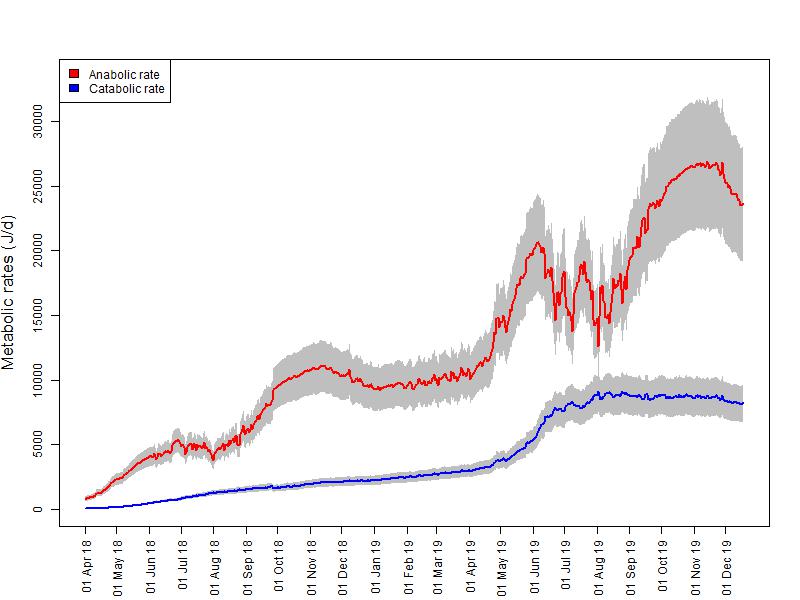 Anabolic rate
Catabolic rate
Metabolic rates (J/d)
30000
25000
20000
15000
10000
5000
0
01 Apr 18
01 May 18
01 Jun 18
01 Jul 18
01 Aug 18
01 Sep 18
01 Oct 18
01 Nov 18
01 Dec 18
01 Jan 19
01 Feb 19
01 Mar 19
01 Apr 19
01 May 19
01 Jun 19
01 Jul 19
01 Aug 19
01 Sep 19
01 Oct 19
01 Nov 19
01 Dec 19